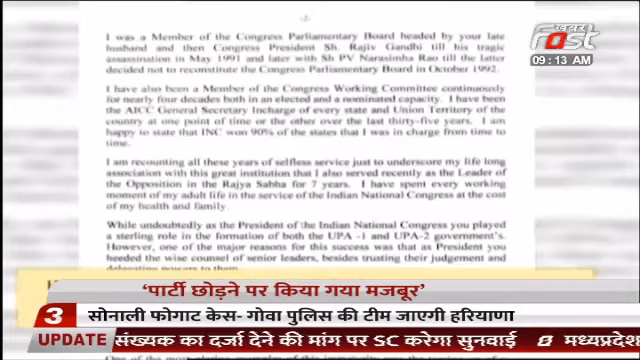 -2-
I was a Member of the Congress Parliamentary Board headed by your late
husband and then Congress President Sh. Rajiv Gandhi till his tragic
assassination in May 1991 and later with Sh PV Narasimha Rao till the latter
decided not to reconstitute the Congress Parliamentary Board in October 1992.
I have also been a Member of the Congress Working Committee continuously
for nearly four decades both in an elected and a nominated capacity. I have been
the AICC General Secretary Incharge of every state and Union Territory of the
country at one point of time or the other over the last thirty-five years. I am
happy to state that INC won 90% of the states that I was in charge from time to
time.
I am recounting all these years of selfless service just to underscore my life long
association with this great institution that I also served recently as the Leader of
the Opposition in the Rajya Sabha for 7 years. I have spent every working
moment of my adult life in the service of the Indian National Congress at the cost
of my health and family.
While undoubtedly as the President of the Indian National Congress you played
a sterling role in the formation of both the UPA -1 and UPA-2 government's.
However, one of the major reasons for this success was that as President you
heeded the wise counsel of senior leaders, besides trusting their judgement and
delegating powers to them.
खबर
Fast
09:13 AM
‘पार्टी छोड़ने पर किया गया मजबूर’
3 सोनाली फोगाट केस- गोवा पुलिस की टीम जाएगी हरियाणा
UPDATE संख्यक का दर्जा देने की मांग पर SC करेगा सुनवाई मध्यप्रदेश